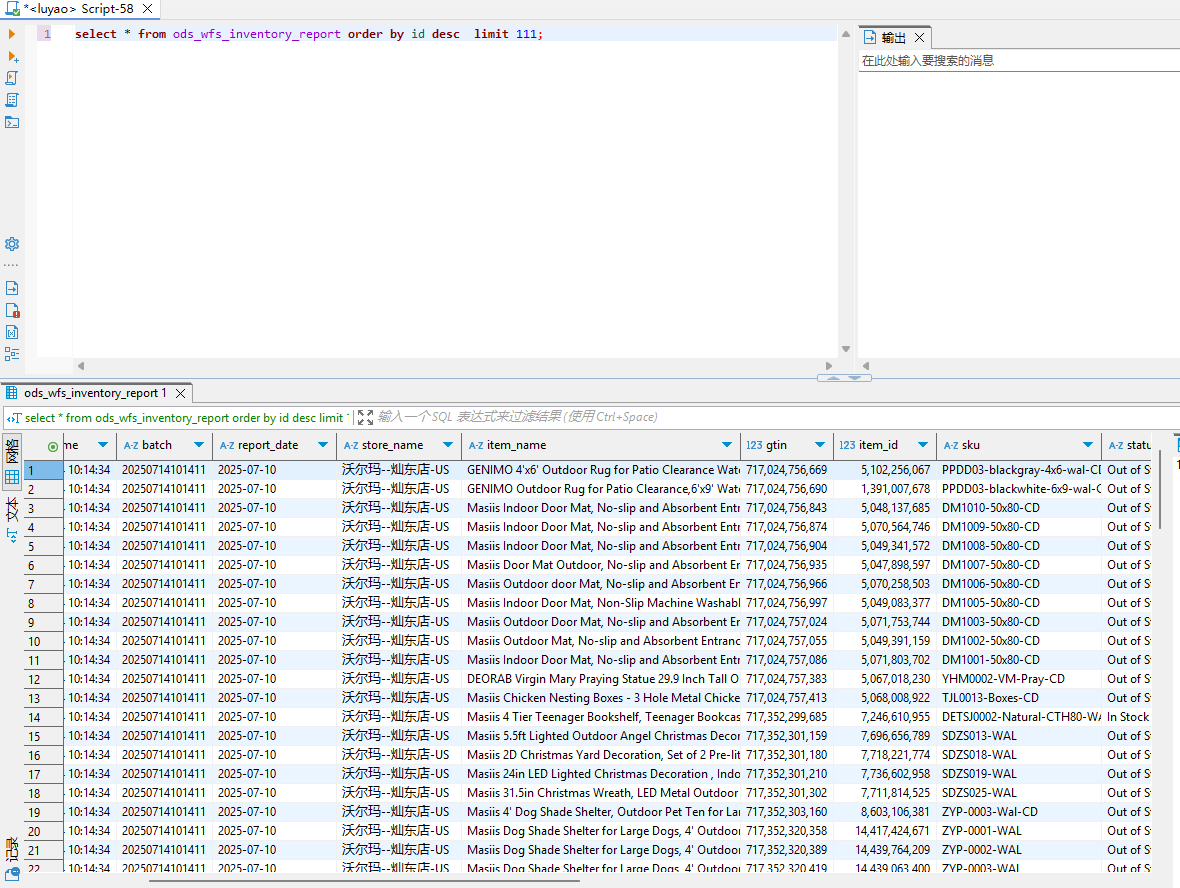 *<luyao> Script-58
1 select * from ods_wfs_inventory_report order by id desc limit 111;
输出
在此处输入要搜索的消息
ods_wfs_inventory_report 1
select * from ods_wfs_inventory_report order by id desc limit
输入一个 SQL 表达式来过滤结果 (使用 Ctrl+Space)
网格
文本
记录
me A-Z batch A-Z report_date A-Z store_name A-Z item_name 123 gtin 123 item_id A-Z sku A-Z statu
1 10:14:34 20250714101411 2025-07-10 沃尔玛--灿东店-US GENIMO 4'x6' Outdoor Rug for Patio Clearance Wate 717,024,756,669 5,102,256,067 PPDD03-blackgray-4x6-wal-CD Out of S
2 10:14:34 20250714101411 2025-07-10 沃尔玛--灿东店-US GENIMO Outdoor Rug for Patio Clearance,6'x9' Wate 717,024,756,690 1,391,007,678 PPDD03-blackwhite-6x9-wal-C Out of S
3 10:14:34 20250714101411 2025-07-10 沃尔玛--灿东店-US Masiis Indoor Door Mat, No-slip and Absorbent Entr 717,024,756,843 5,048,137,685 DM1010-50x80-CD Out of S
4 10:14:34 20250714101411 2025-07-10 沃尔玛--灿东店-US Masiis Indoor Door Mat, No-slip and Absorbent Entr 717,024,756,874 5,070,564,746 DM1009-50x80-CD Out of S
5 10:14:34 20250714101411 2025-07-10 沃尔玛--灿东店-US Masiis Indoor Door Mat, No-slip and Absorbent Entr 717,024,756,904 5,049,341,572 DM1008-50x80-CD Out of S
6 10:14:34 20250714101411 2025-07-10 沃尔玛--灿东店-US Masiis Door Mat Outdoor, No-slip and Absorbent Er 717,024,756,935 5,047,898,597 DM1007-50x80-CD Out of S
7 10:14:34 20250714101411 2025-07-10 沃尔玛--灿东店-US Masiis Outdoor door Mat, No-slip and Absorbent Er 717,024,756,966 5,070,258,503 DM1006-50x80-CD Out of S
8 10:14:34 20250714101411 2025-07-10 沃尔玛--灿东店-US Masiis Indoor Door Mat, Non-Slip Machine Washabl 717,024,756,997 5,049,083,377 DM1005-50x80-CD Out of S
9 10:14:34 20250714101411 2025-07-10 沃尔玛--灿东店-US Masiis Outdoor Door Mat, No-slip and Absorbent Er 717,024,757,024 5,071,753,744 DM1003-50x80-CD Out of S
10 10:14:34 20250714101411 2025-07-10 沃尔玛--灿东店-US Masiis Outdoor Mat, No-slip and Absorbent Entranc 717,024,757,055 5,049,391,159 DM1002-50x80-CD Out of S
11 10:14:34 20250714101411 2025-07-10 沃尔玛--灿东店-US Masiis Indoor Door Mat, No-slip and Absorbent Entr 717,024,757,086 5,071,803,702 DM1001-50x80-CD Out of S
12 10:14:34 20250714101411 2025-07-10 沃尔玛--灿东店-US DEORAB Virgin Mary Praying Statue 29.9 Inch Tall O 717,024,757,383 5,067,018,230 YHM0002-VM-Pray-CD Out of S
13 10:14:34 20250714101411 2025-07-10 沃尔玛--灿东店-US Masiis Chicken Nesting Boxes - 3 Hole Metal Chicke 717,024,757,413 5,068,008,922 TJL0013-Boxes-CD Out of S
14 10:14:34 20250714101411 2025-07-10 沃尔玛--灿东店-US Masiis 4 Tier Teenager Bookshelf, Teenager Bookcas 717,352,299,685 7,246,610,955 DETSJ0002-Natural-CTH80-WA In Stock
15 10:14:34 20250714101411 2025-07-10 沃尔玛--灿东店-US Masiis 5.5ft Lighted Outdoor Angel Christmas Decor 717,352,301,159 7,696,656,789 SDZS013-WAL Out of S
16 10:14:34 20250714101411 2025-07-10 沃尔玛--灿东店-US Masiis 2D Christmas Yard Decoration, Set of 2 Pre-lit 717,352,301,180 7,718,221,774 SDZS018-WAL Out of S
17 10:14:34 20250714101411 2025-07-10 沃尔玛--灿东店-US Masiis 24in LED Lighted Christmas Decoration , Indo 717,352,301,210 7,736,602,958 SDZS019-WAL Out of S
18 10:14:34 20250714101411 2025-07-10 沃尔玛--灿东店-US Masiis 31.5in Christmas Wreath, LED Metal Outdoor 717,352,301,302 7,711,814,525 SDZS025-WAL Out of S
19 10:14:34 20250714101411 2025-07-10 沃尔玛--灿东店-US Masiis 4' Dog Shade Shelter, Outdoor Pet Ten for Lar 717,352,303,160 8,603,106,381 ZYP-0003-Wal-CD Out of S
20 10:14:34 20250714101411 2025-07-10 沃尔玛--灿东店-US Masiis Dog Shade Shelter for Large Dogs, 4' Outdoor 717,352,320,358 14,417,424,671 ZYP-0001-WAL Out of S
21 10:14:34 20250714101411 2025-07-10 沃尔玛--灿东店-US Masiis Dog Shade Shelter for Large Dogs, 4' Outdoor 717,352,320,389 14,439,764,209 ZYP-0002-WAL Out of S
22 10:14:34 20250714101411 2025-07-10 沃尔玛--灿东店-US Masiis Dog Shade Shelter for Large Dogs, 4' Outdoor 717,352,320,419 14,439,063,400 ZYP-0003-WAL Out of S